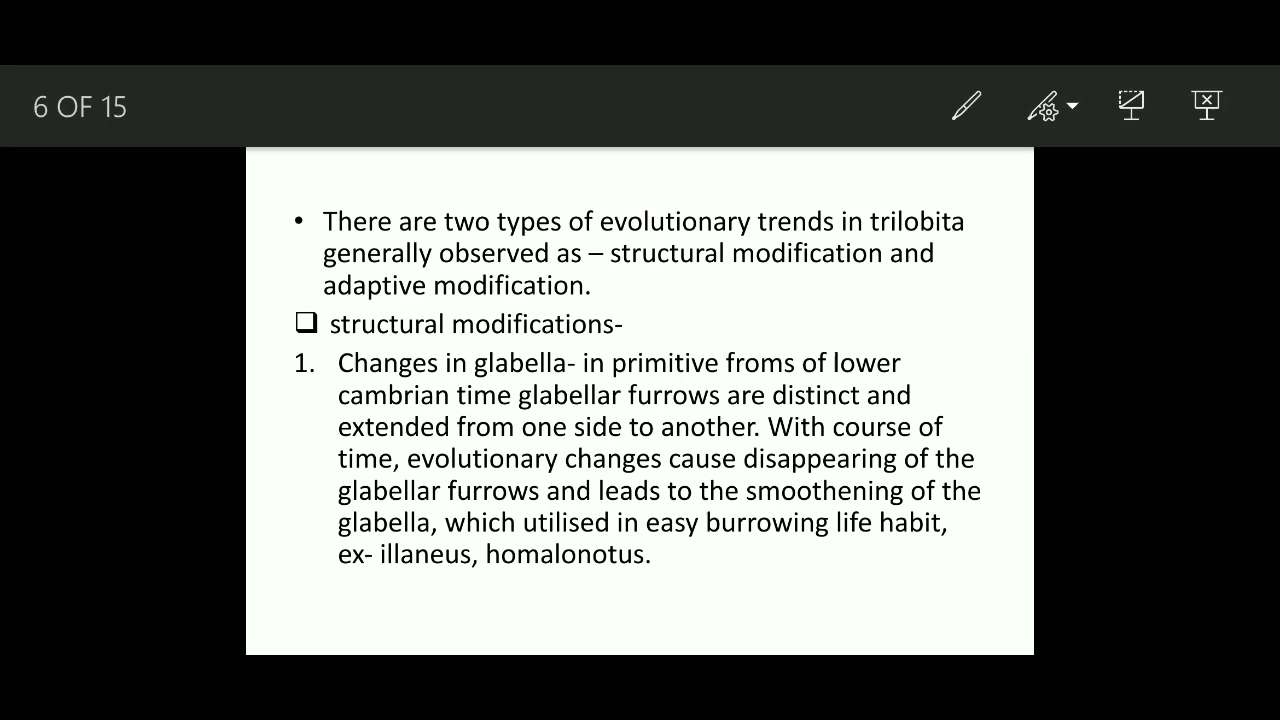 6 OF 15
• There are two types of evolutionary trends in trilobita
generally observed as – structural modification and
adaptive modification.
❑ structural modifications-
1. Changes in glabella- in primitive froms of lower
cambrian time glabellar furrows are distinct and
extended from one side to another. With course of
time, evolutionary changes cause disappearing of the
glabellar furrows and leads to the smoothening of the
glabella, which utilised in easy burrowing life habit,
ex- illaneus, homalonotus.